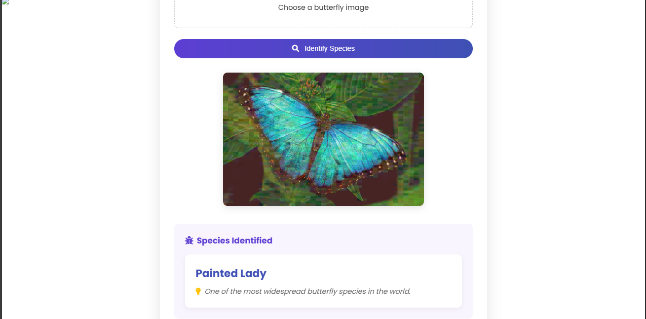 Choose a butterfly image
Identify Species
Species Identified
Painted Lady
One of the most widespread butterfly species in the world.